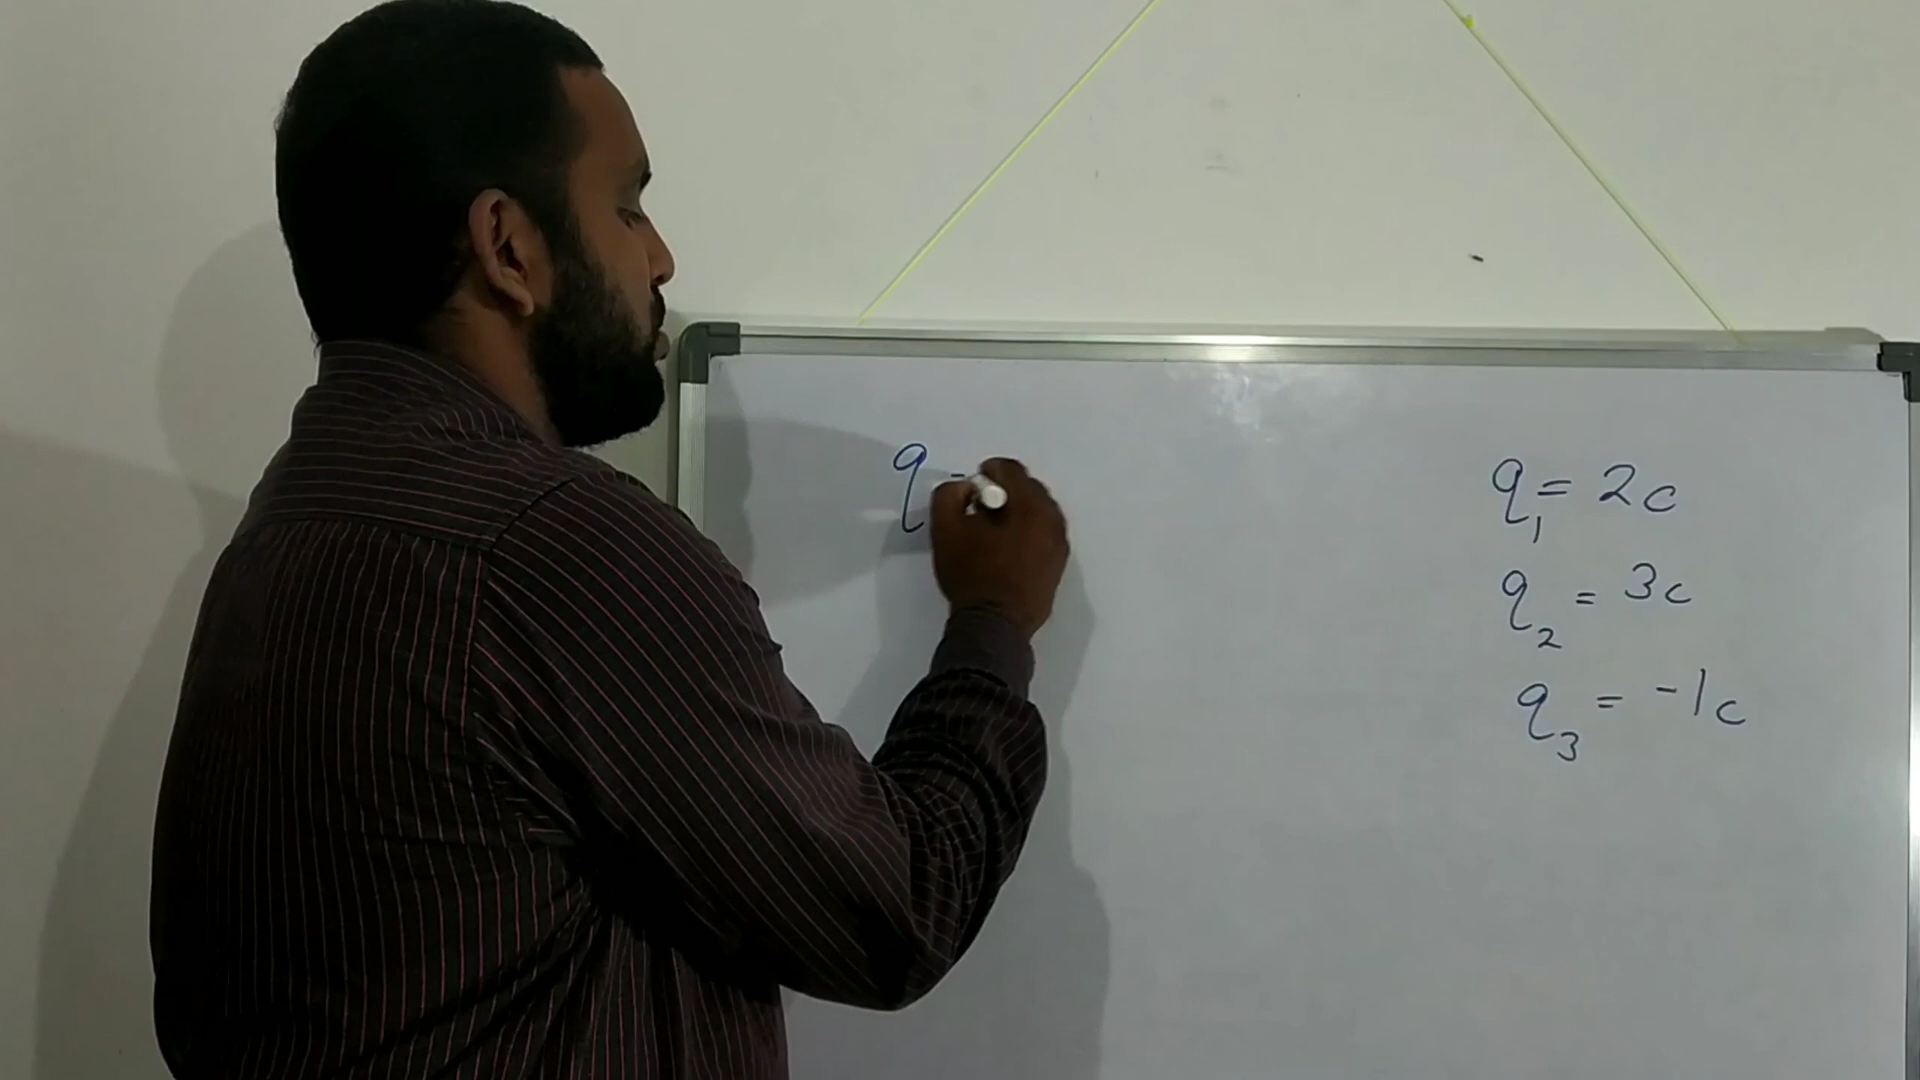 q =
q₁ = 2c
q₂ = 3c
q₃ = -1c